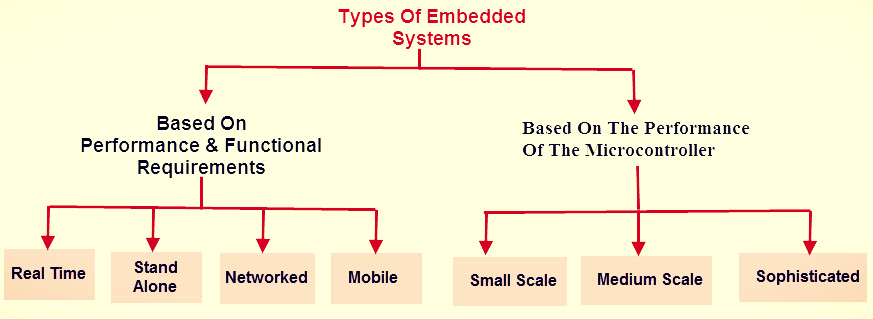 Types Of Embedded
Systems
Based On
Performance & Functional
Requirements
Based On The Performance
Of The Microcontroller
Real Time
Stand
Alone
Networked
Mobile
Small Scale
Medium Scale
Sophisticated